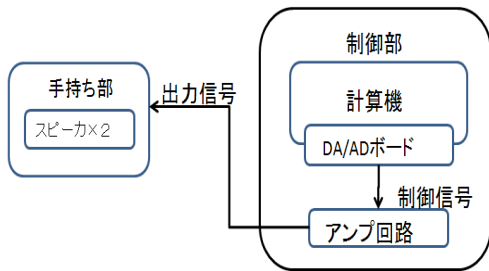 制御部
計算機
DA/ADボード
制御信号
アンプ回路
出力信号
手持ち部
スピーカ×2